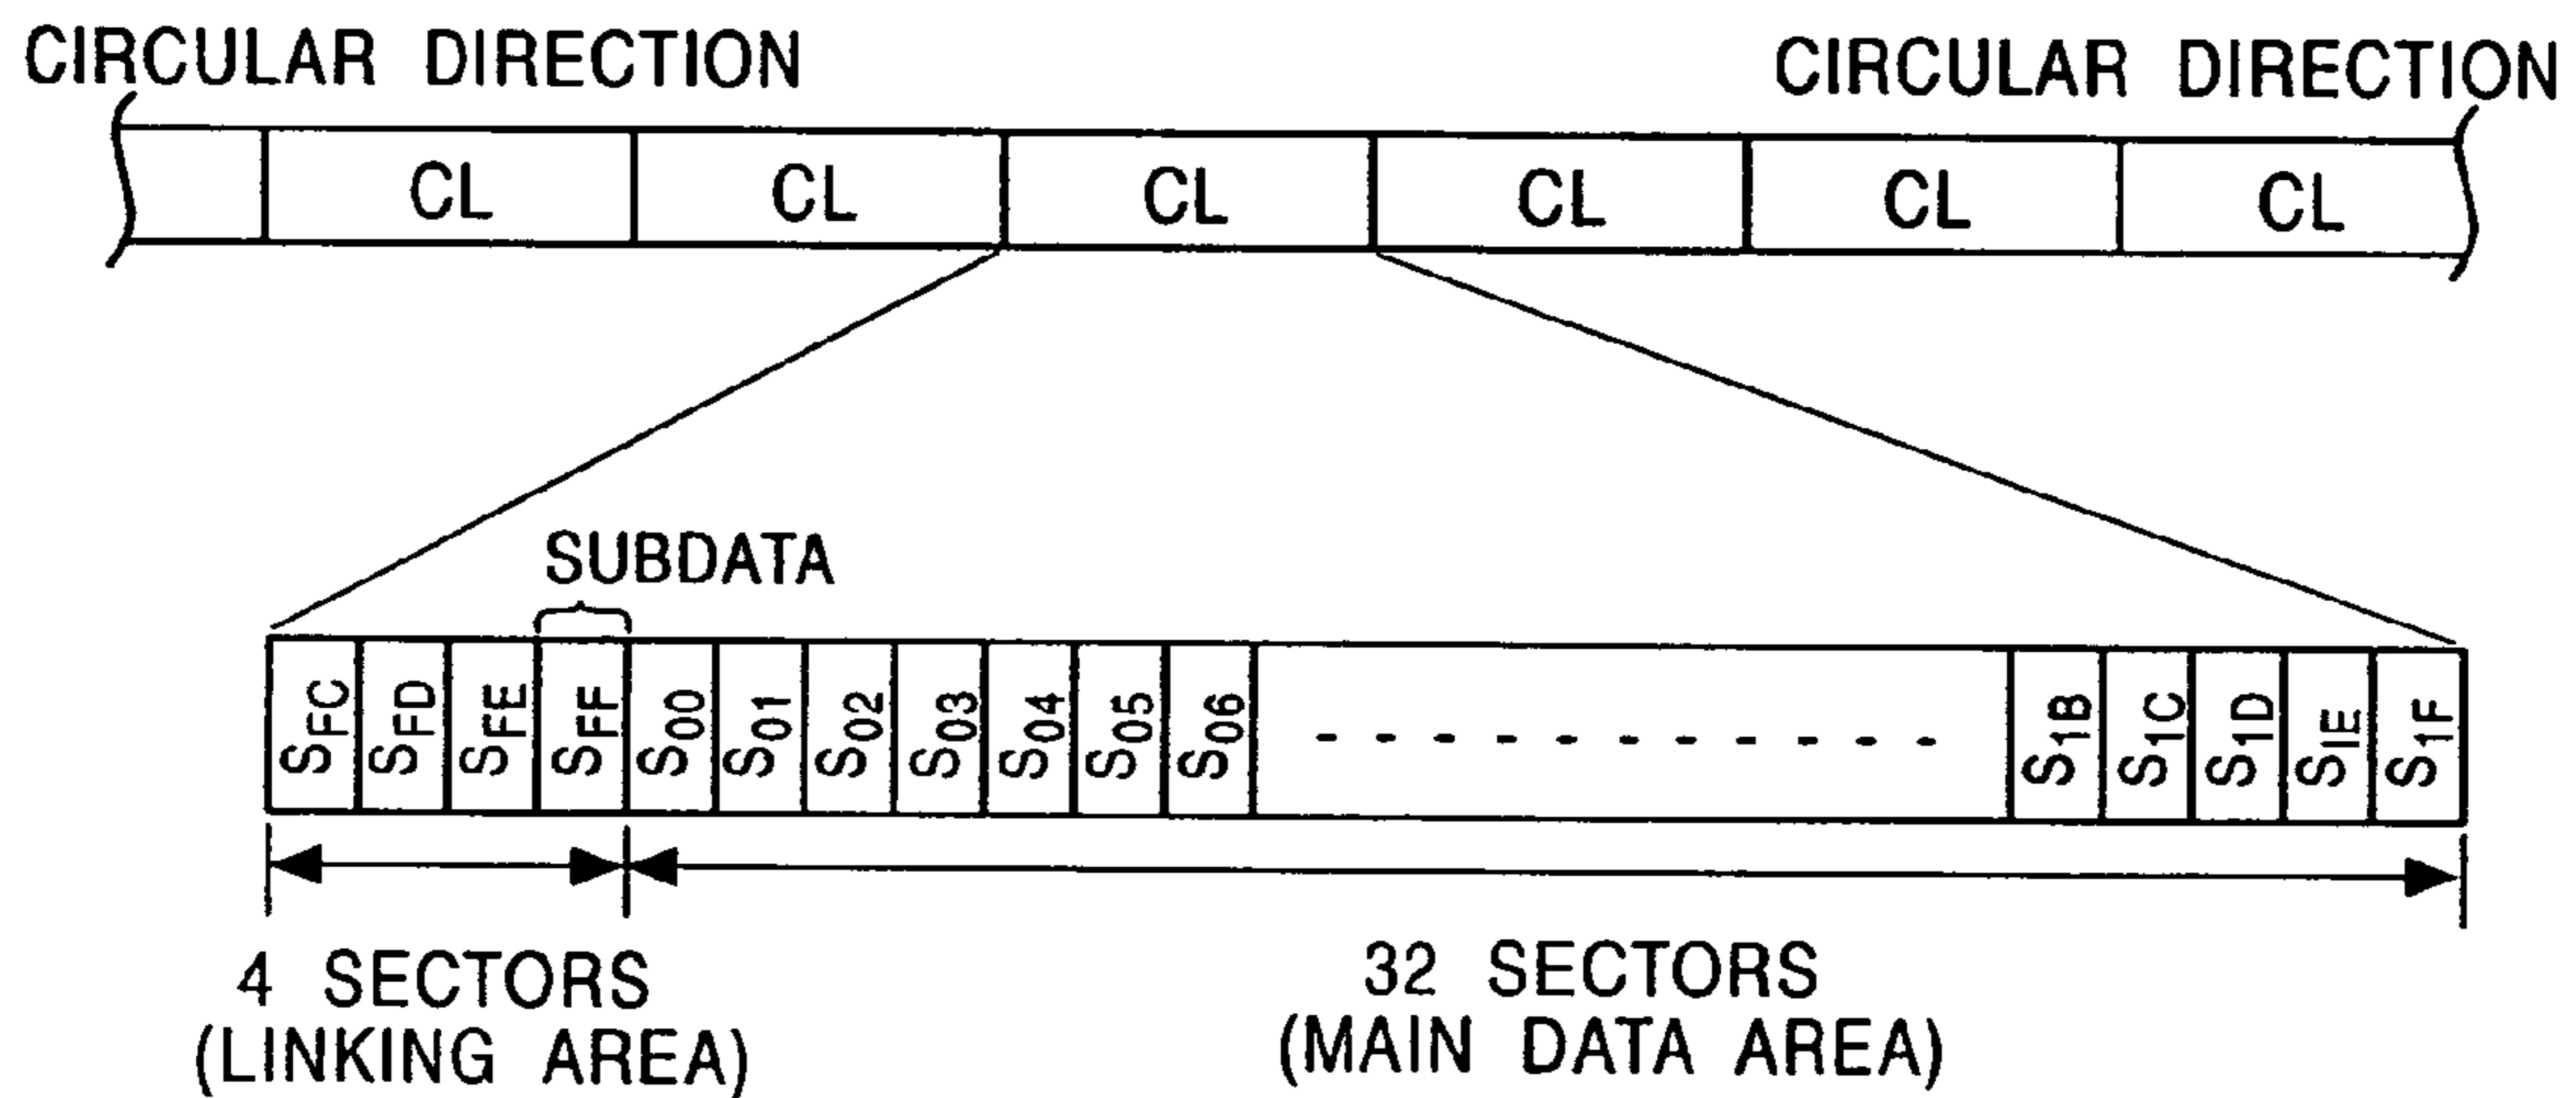 CIRCULAR DIRECTION CIRCULAR DIRECTION
CL CL CL CL CL CL
SUBDATA
SFC SFD SFE SFF S00 S01 S02 S03 S04 S05 S06 - - - - - - - - - - - S1B S1C S1D SIE S1F
4 SECTORS 32 SECTORS
(LINKING AREA) (MAIN DATA AREA)